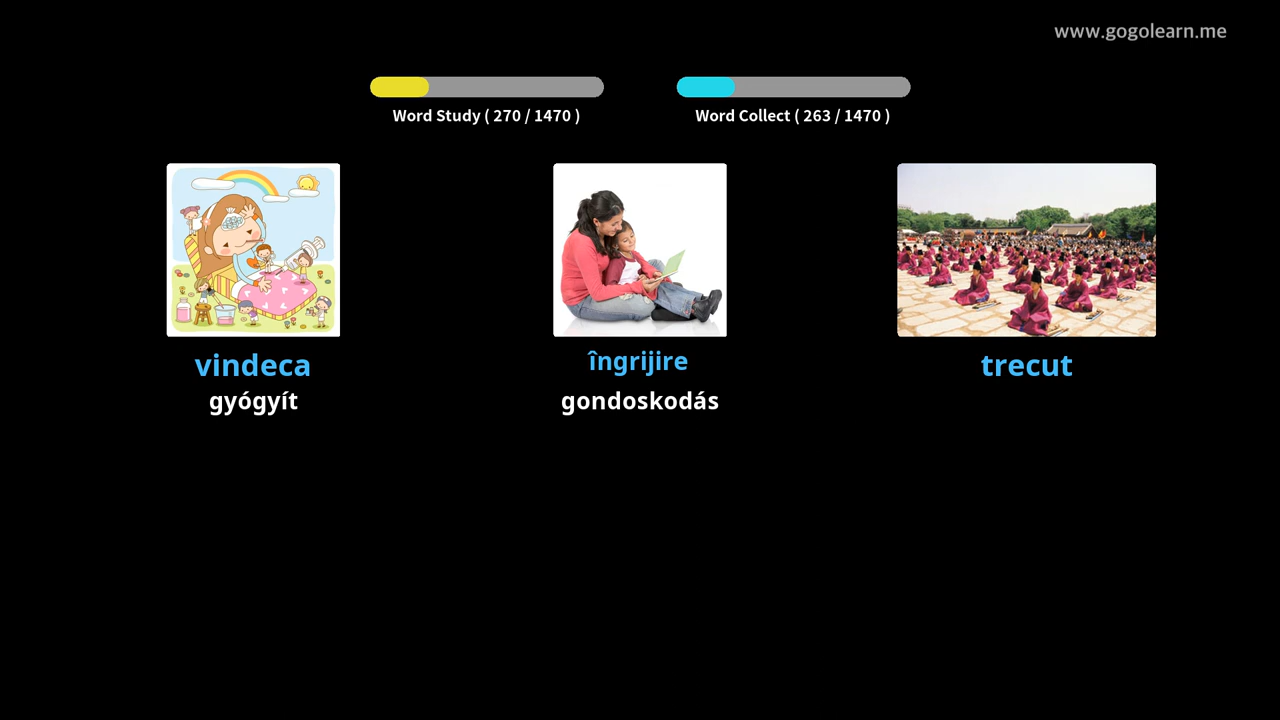 www.gogolearn.me
Word Study ( 270 / 1470 )
Word Collect ( 263 / 1470 )
vindeca
gyógyít
îngrijire
gondoskodás
trecut